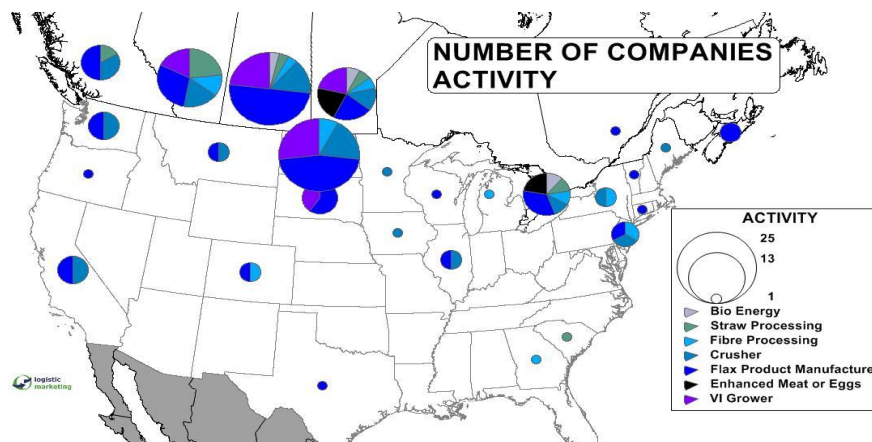 NUMBER OF COMPANIES
ACTIVITY
ACTIVITY
25
13
1
Bio Energy
Straw Processing
Fibre Processing
Crusher
Flax Product Manufacture
Enhanced Meat or Eggs
VI Grower
logistic
marketing